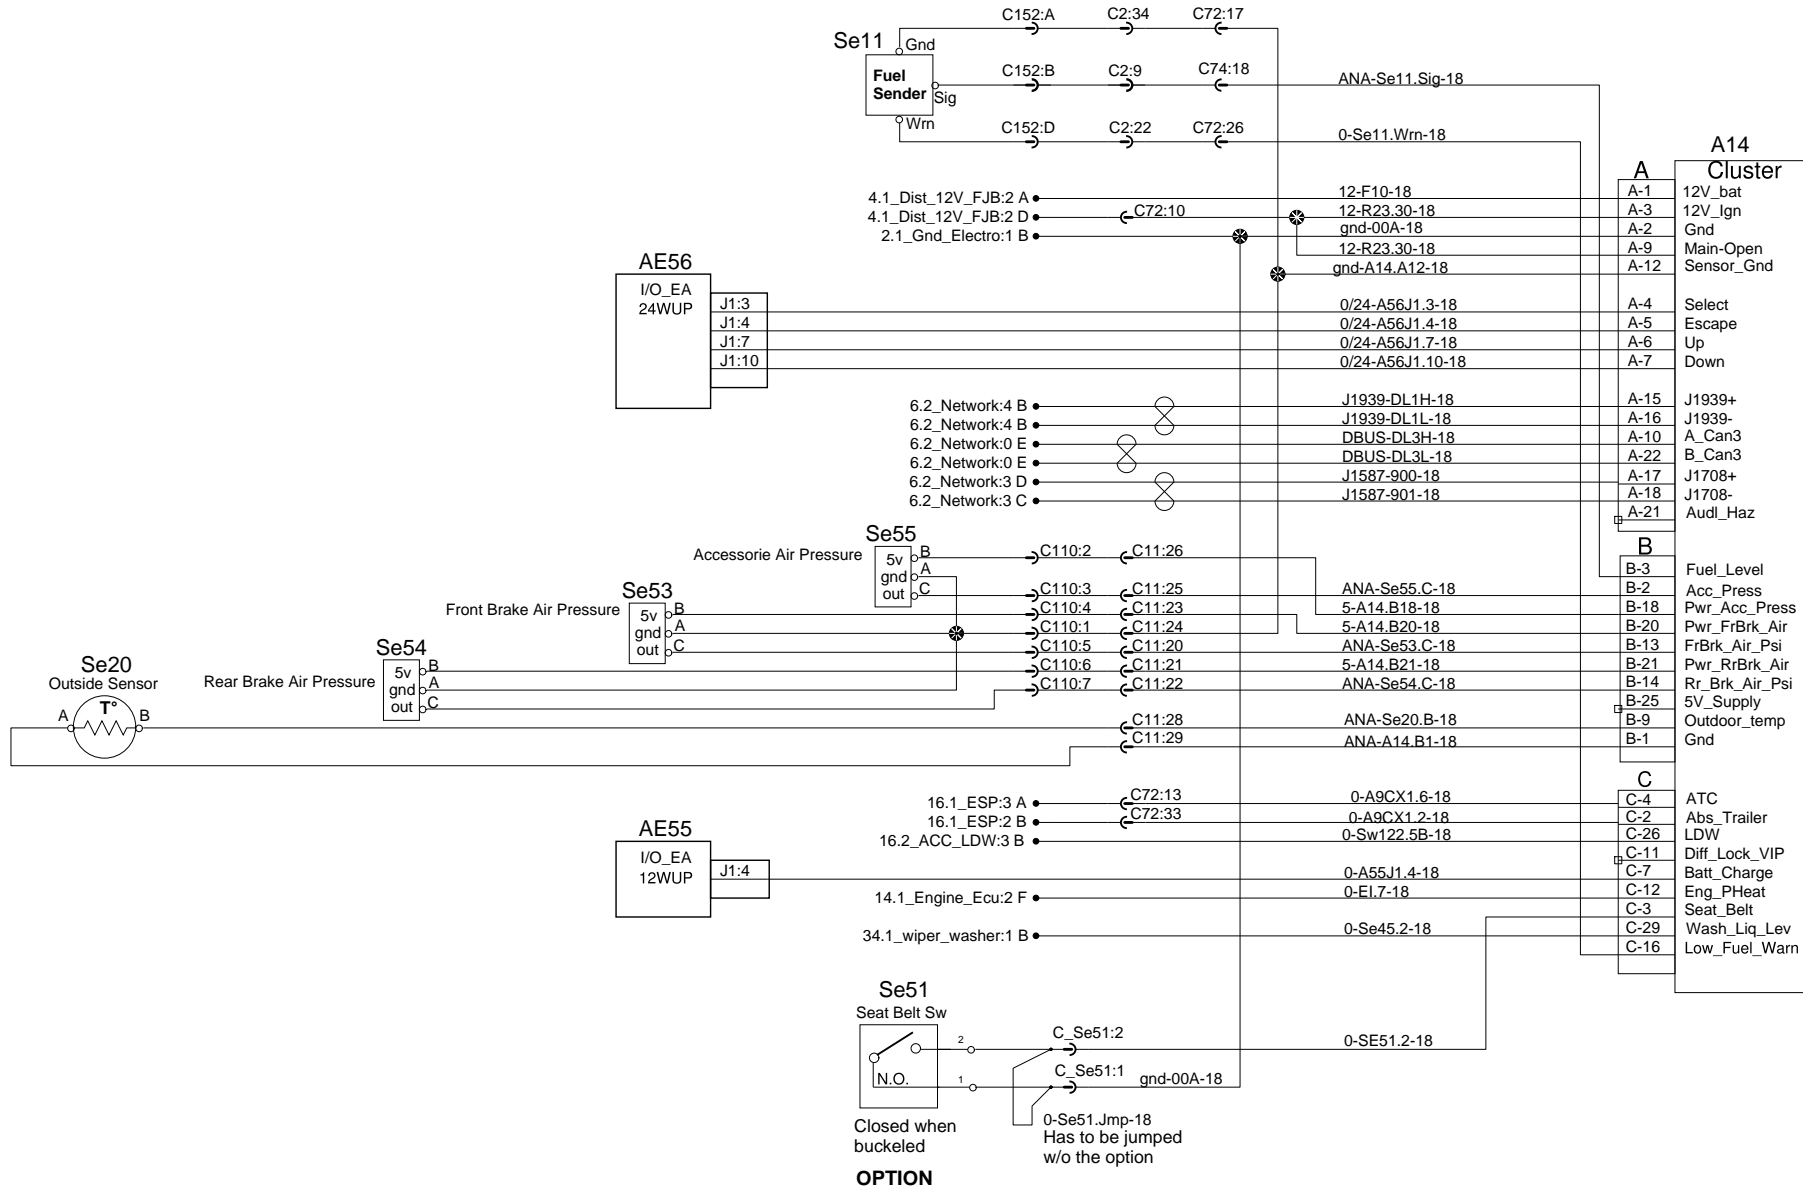 C152:A C2:34 C72:17
Se11 Gnd
Fuel
Sender
Sig
C152:B C2:9 C74:18 ANA-Se11.Sig-18
Wrn
C152:D C2:22 C72:26 0-Se11.Wrn-18
A14
Cluster
A
4.1_Dist_12V_FJB:2 A 12-F10-18 A-1 12V_bat
4.1_Dist_12V_FJB:2 D C72:10 12-R23.30-18 A-3 12V_Ign
2.1_Gnd_Electro:1 B gnd-00A-18 A-2 Gnd
12-R23.30-18 A-9 Main-Open
gnd-A14.A12-18 A-12 Sensor_Gnd
AE56
I/O_EA
24WUP
J1:3 0/24-A56J1.3-18 A-4 Select
J1:4 0/24-A56J1.4-18 A-5 Escape
J1:7 0/24-A56J1.7-18 A-6 Up
J1:10 0/24-A56J1.10-18 A-7 Down
6.2_Network:4 B J1939-DL1H-18 A-15 J1939+
6.2_Network:4 B J1939-DL1L-18 A-16 J1939-
6.2_Network:0 E DBUS-DL3H-18 A-10 A_Can3
6.2_Network:0 E DBUS-DL3L-18 A-22 B_Can3
6.2_Network:3 D J1587-900-18 A-17 J1708+
6.2_Network:3 C J1587-901-18 A-18 J1708-
A-21 Audl_Haz
B
Se55
Accessorie Air Pressure
5v
gnd
out
B
A
C
C110:2 C11:26
B-3 Fuel_Level
C110:3 C11:25 ANA-Se55.C-18 B-2 Acc_Press
Se53
Front Brake Air Pressure
5v
gnd
out
B
A
C
C110:4 C11:23 5-A14.B18-18 B-18 Pwr_Acc_Press
C110:1 C11:24 5-A14.B20-18 B-20 Pwr_FrBrk_Air
C110:5 C11:20 ANA-Se53.C-18 B-13 FrBrk_Air_Psi
Se54
Rear Brake Air Pressure
5v
gnd
out
B
A
C
C110:6 C11:21 5-A14.B21-18 B-21 Pwr_RrBrk_Air
C110:7 C11:22 ANA-Se54.C-18 B-14 Rr_Brk_Air_Psi
B-25 5V_Supply
Se20
Outside Sensor
T°
A B
C11:28 ANA-Se20.B-18 B-9 Outdoor_temp
C11:29 ANA-A14.B1-18 B-1 Gnd
C
16.1_ESP:3 A C72:13 0-A9CX1.6-18 C-4 ATC
16.1_ESP:2 B C72:33 0-A9CX1.2-18 C-2 Abs_Trailer
16.2_ACC_LDW:3 B 0-Sw122.5B-18 C-26 LDW
C-11 Diff_Lock_VIP
AE55
I/O_EA
12WUP
J1:4 0-A55J1.4-18 C-7 Batt_Charge
14.1_Engine_Ecu:2 F 0-EI.7-18 C-12 Eng_PHeat
C-3 Seat_Belt
34.1_wiper_washer:1 B 0-Se45.2-18 C-29 Wash_Liq_Lev
C-16 Low_Fuel_Warn
Se51
Seat Belt Sw
2 C_Se51:2 0-SE51.2-18
N.O. 1 C_Se51:1 gnd-00A-18
Closed when
buckeled
OPTION
0-Se51.Jmp-18
Has to be jumped
w/o the option